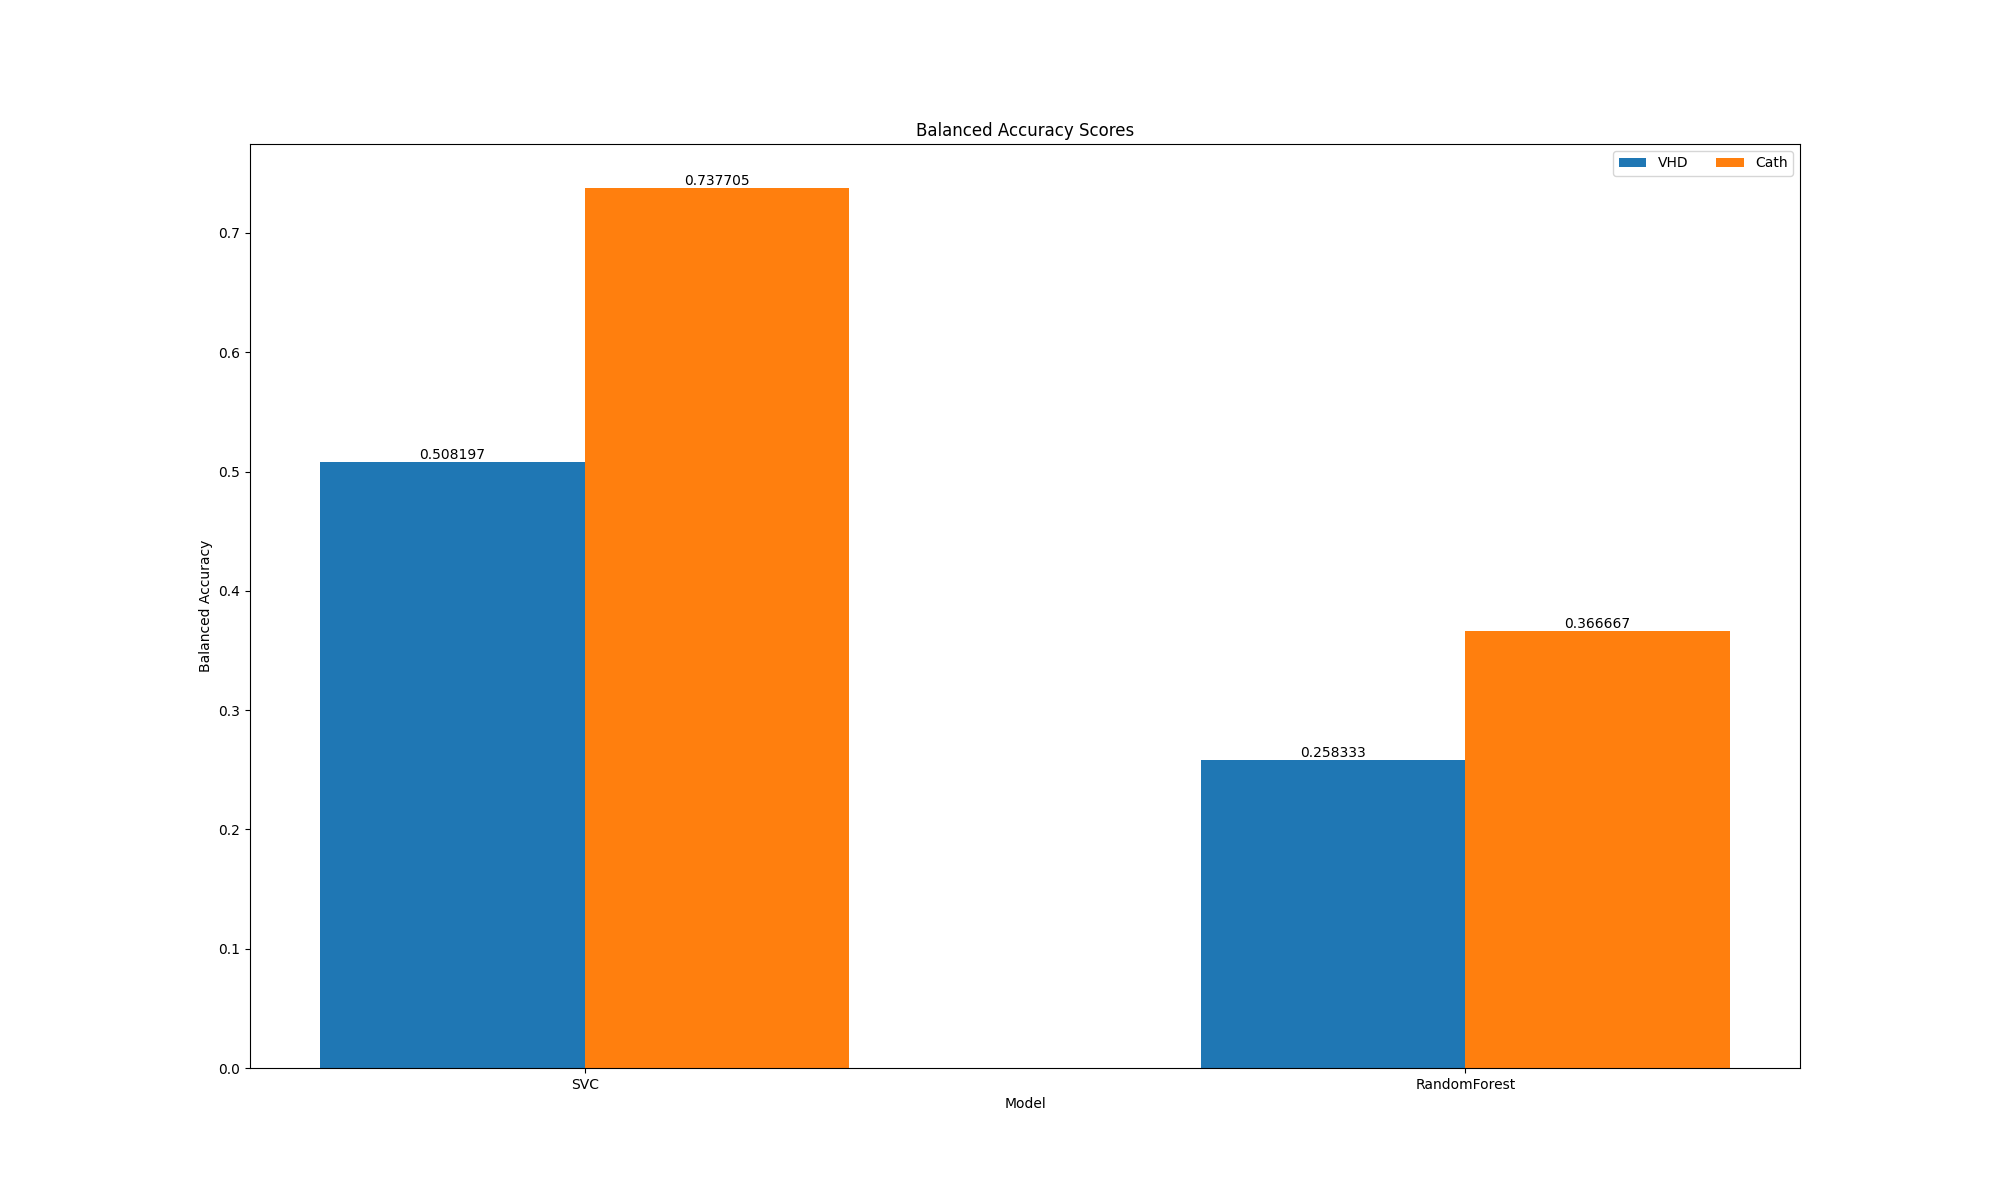 Balanced Accuracy Scores
VHD Cath
0.737705
0.7
0.6
0.508197
0.5
0.4
0.366667
0.3
0.258333
0.2
0.1
0.0
Balanced Accuracy
SVC RandomForest
Model